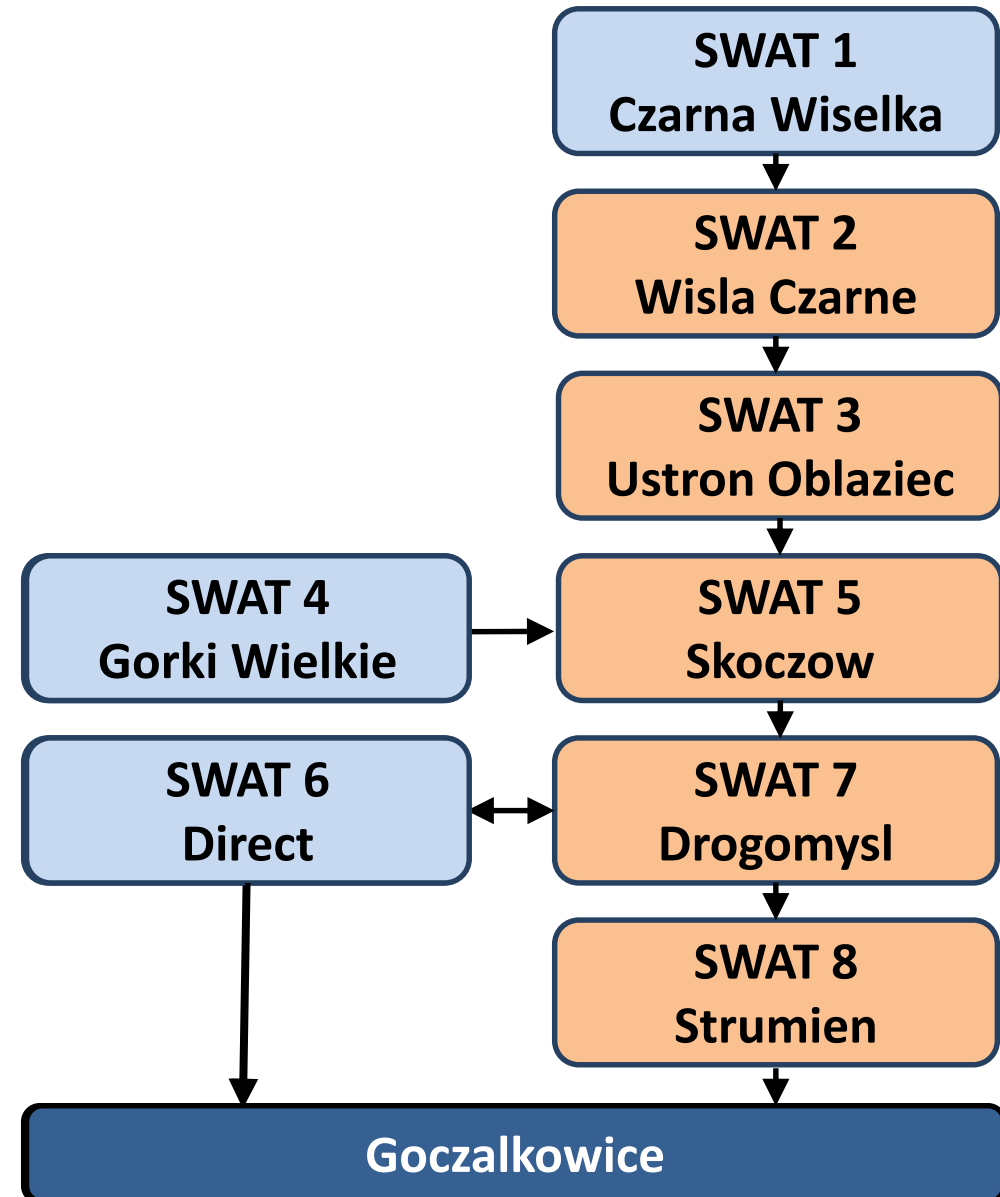 SWAT 1
Czarna Wiselka
SWAT 2
Wisla Czarne
SWAT 3
Ustron Oblaziec
SWAT 4
Gorki Wielkie
SWAT 5
Skoczow
SWAT 6
Direct
SWAT 7
Drogomysl
SWAT 8
Strumien
Goczalkowice